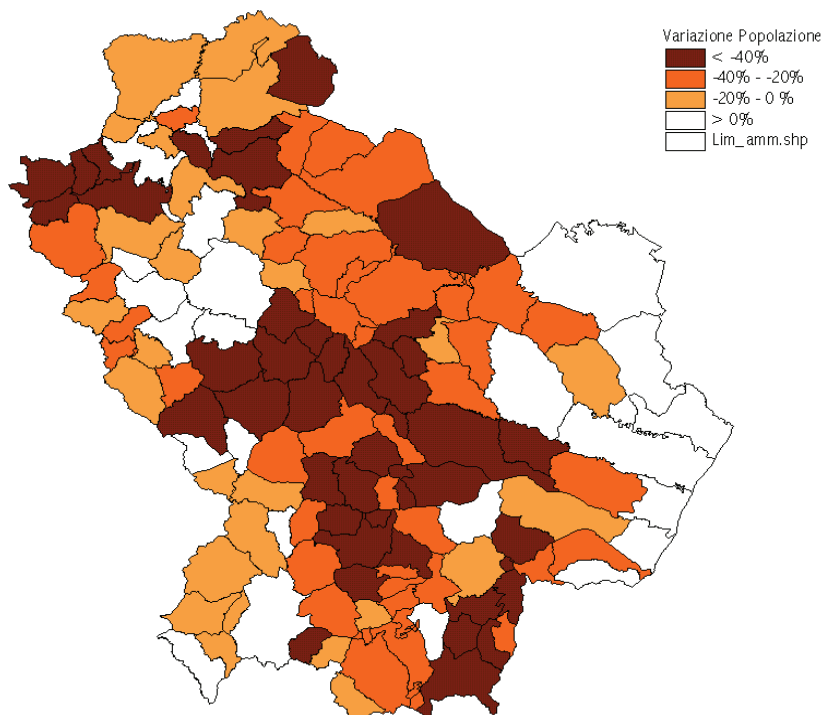 Variazione Popolazione
< -40%
-40% - -20%
-20% - 0 %
> 0%
Lim_amm.shp